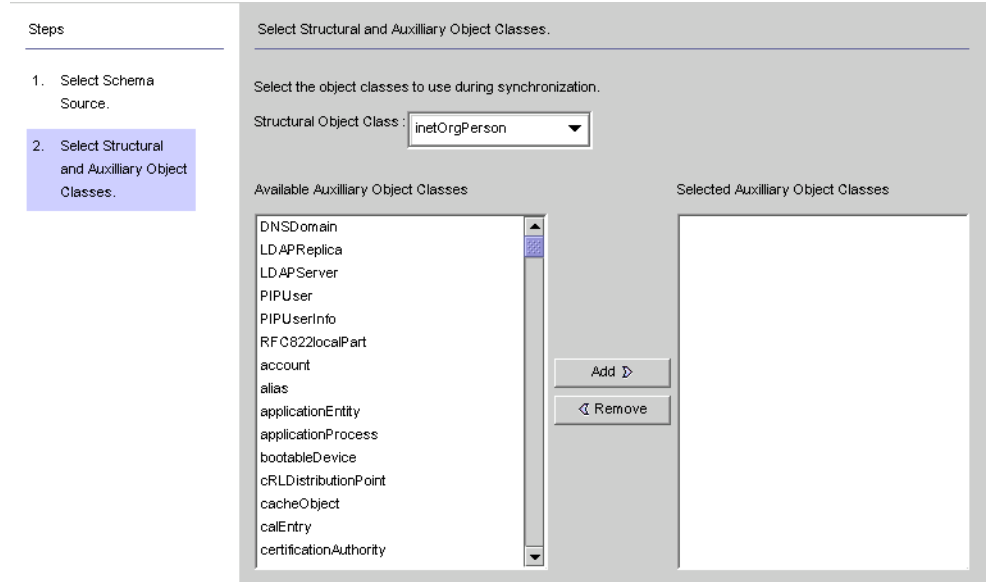 Steps
1. Select Schema
Source.
2. Select Structural
and Auxilliary Object
Classes.
Select Structural and Auxilliary Object Classes.
Select the object classes to use during synchronization.
Structural Object Class : inetOrgPerson
Available Auxilliary Object Classes
DNSDomain
LDAPReplica
LDAPServer
PIPUser
PIPUserInfo
RFC822localPart
account
alias
applicationEntity
applicationProcess
bootableDevice
cRLDistributionPoint
cacheObject
calEntry
certificationAuthority
Add
Remove
Selected Auxilliary Object Classes